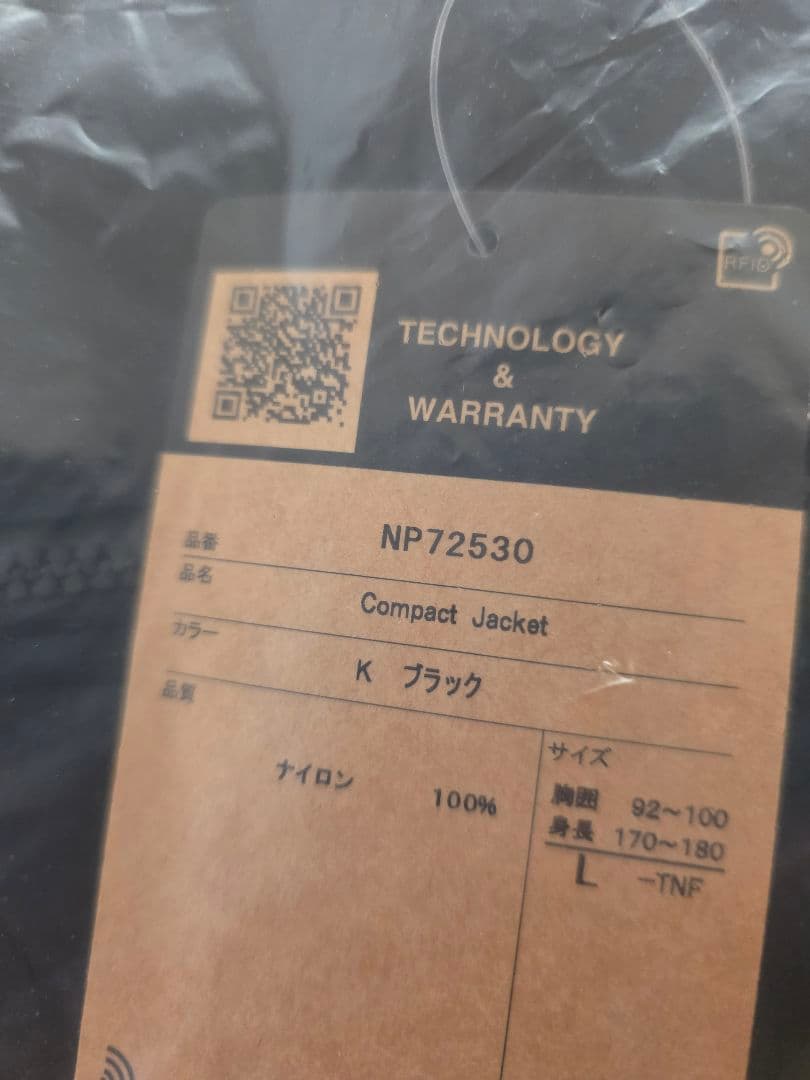 RFID
TECHNOLOGY
&
WARRANTY
品番 NP72530
品名 Compact Jacket
カラー K ブラック
品質
ナイロン 100%
サイズ
胸囲 92~100
身長 170~180
L -TNF